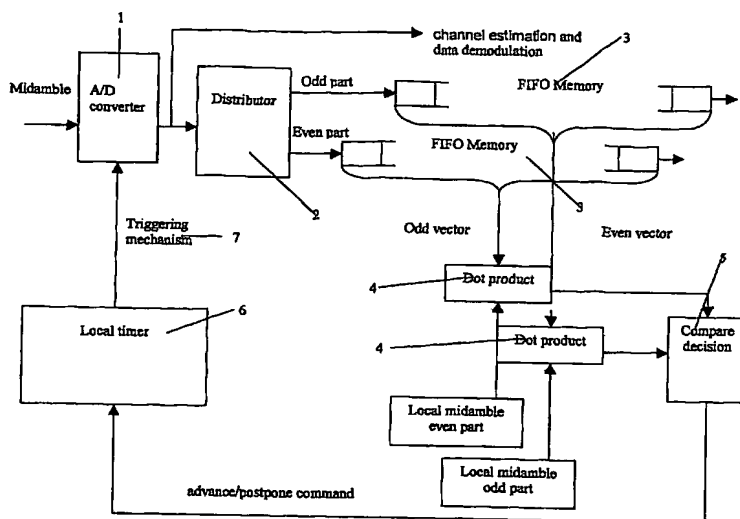 1
channel estimation and
data demodulation
3
Midamble
A/D
converter
Distributor
Odd part
FIFO Memory
Even part
FIFO Memory
2
3
Triggering
mechanism
7
Odd vector
Even vector
5
4
Dot product
6
Local timer
4
Dot product
Compare
decision
Local midamble
even part
Local midamble
odd part
advance/postpone command